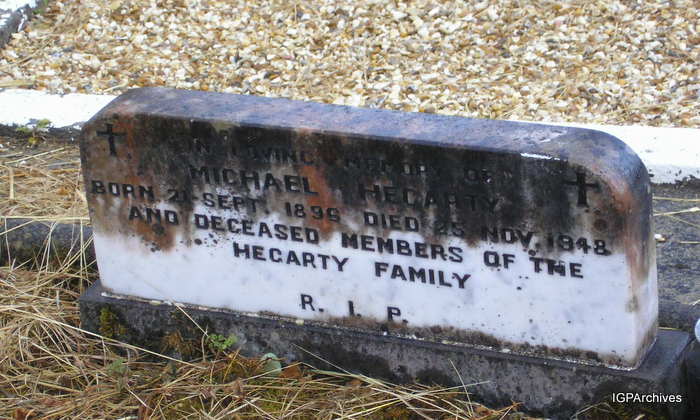 IN LOVING MEMORY OF
MICHAEL HEGARTY
BORN 21 SEPT. 1896 DIED 25 NOV. 1948
AND DECEASED MEMBERS OF THE
HEGARTY FAMILY
R. I. P.
IGPArchives